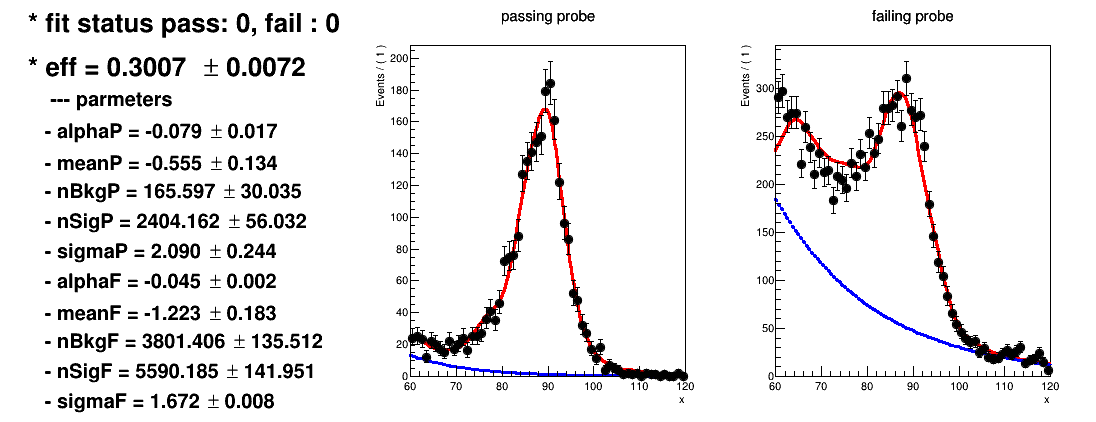 * fit status pass: 0, fail : 0
* eff = 0.3007 ± 0.0072
--- parmeters
- alphaP = -0.079 ± 0.017
- meanP = -0.555 ± 0.134
- nBkgP = 165.597 ± 30.035
- nSigP = 2404.162 ± 56.032
- sigmaP = 2.090 ± 0.244
- alphaF = -0.045 ± 0.002
- meanF = -1.223 ± 0.183
- nBkgF = 3801.406 ± 135.512
- nSigF = 5590.185 ± 141.951
- sigmaF = 1.672 ± 0.008
passing probe
Events / ( 1 )
200
180
160
140
120
100
80
60
40
20
0
60 70 80 90 100 110 120
x
failing probe
Events / ( 1 )
300
250
200
150
100
50
0
60 70 80 90 100 110 120
x